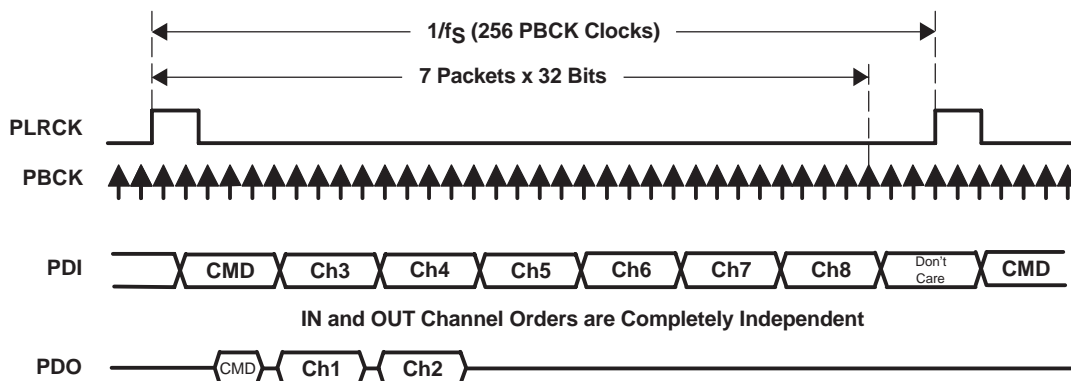 1/fS (256 PBCK Clocks)
7 Packets x 32 Bits
PLRCK
PBCK
PDI CMD Ch3 Ch4 Ch5 Ch6 Ch7 Ch8 Don't Care CMD
IN and OUT Channel Orders are Completely Independent
PDO CMD Ch1 Ch2